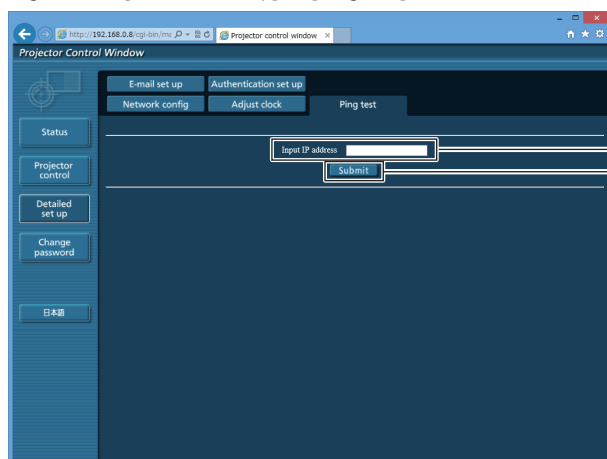 http://192.168.0.8/cgi-bin/ma
Projector control window
Projector Control Window
E-mail set up
Authentication set up
Network config
Adjust clock
Ping test
Status
Input IP address
Submit
Projector
control
Detailed
set up
Change
password
日本語